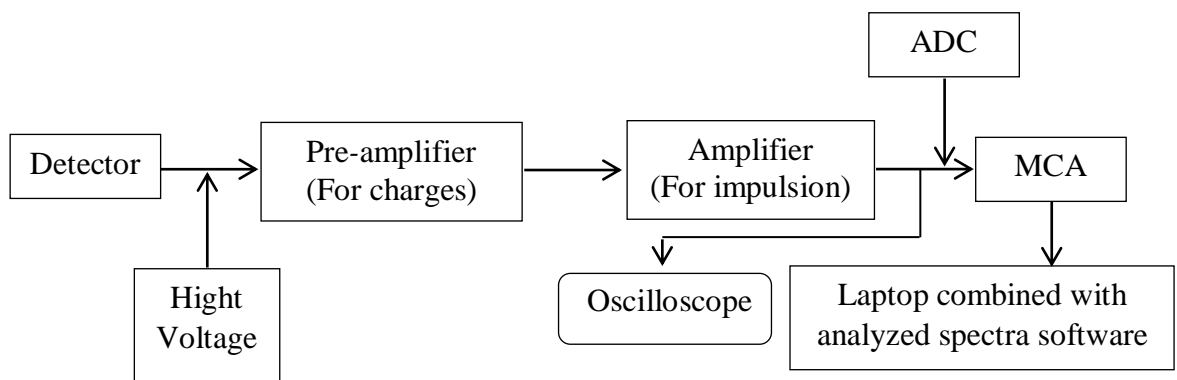 ADC
Detector
Pre-amplifier
(For charges)
Amplifier
(For impulsion)
MCA
Hight
Voltage
Oscilloscope
Laptop combined with
analyzed spectra software